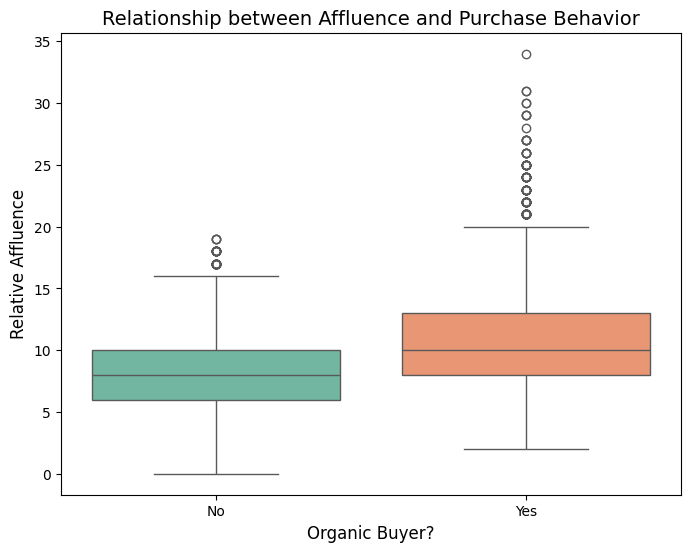 Relationship between Affluence and Purchase Behavior
35
30
25
20
15
10
5
0
Relative Affluence
No
Yes
Organic Buyer?